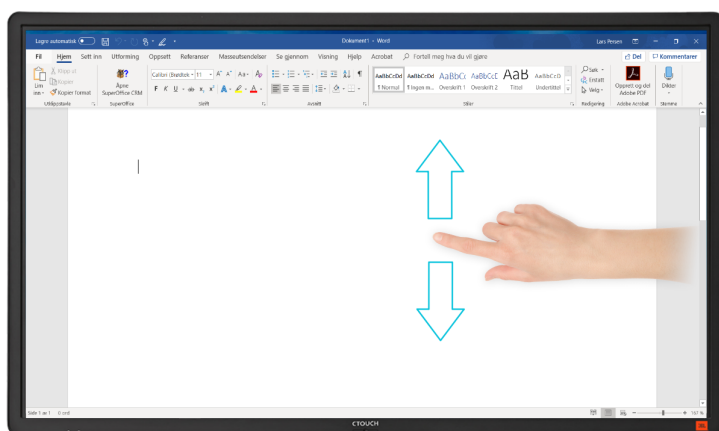 Lagre automatisk
Dokument1 - Word
Lars Persen
Fil Hjem Sett inn Utforming Oppsett Referanser Masseutsendelser Se gjennom Visning Hjelp Acrobat Fortell meg hva du vil gjøre
Del Kommentarer
Lim inn
Klipp ut
Kopier
Kopier format
Utklippstavle
Åpne SuperOffice CRM
SuperOffice
Calibri (Brødtekst) 11
F K U
Skrift
Avsnitt
AaBbCcDd AaBbCcDd AaBbCc AaBbCcC AaB AaBbCcD
¶ Normal ¶ Ingen m... Overskrift 1 Overskrift 2 Tittel Undertittel
Stiler
Søk
Erstatt
Velg
Redigering
Opprett og del Adobe PDF
Adobe Acrobat
Dikter
Stemme
Side 1 av 1 0 ord
167 %
CTOUCH